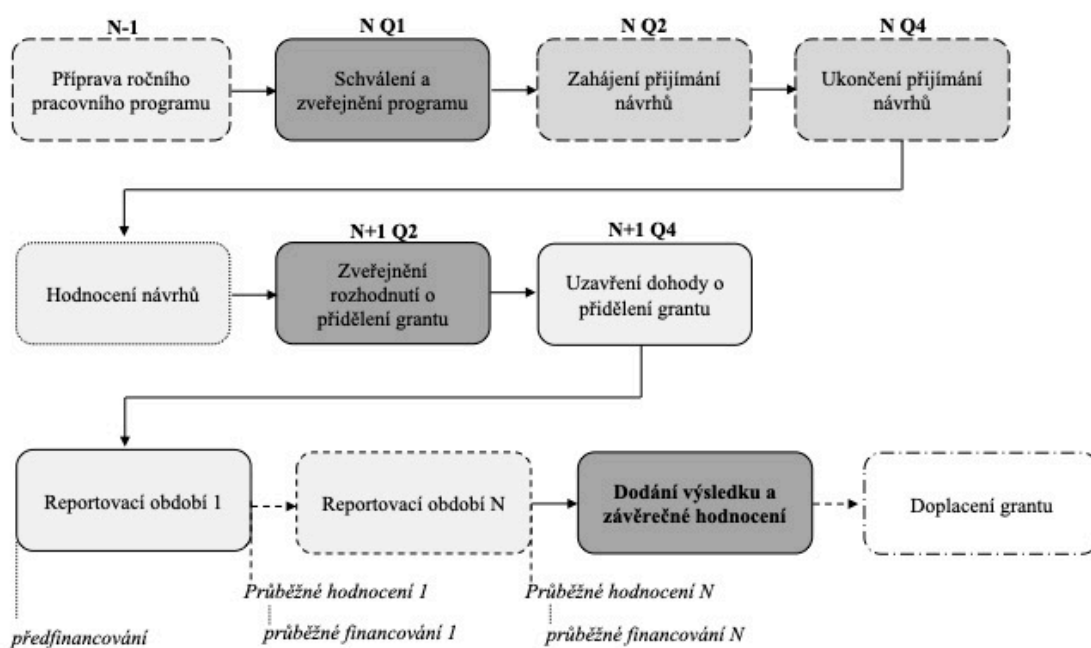 N-1
N Q1
N Q2
N Q4
Příprava ročního
pracovního programu
Schválení a
zveřejnění programu
Zahájení přijímání
návrhů
Ukončení přijímání
návrhů
N+1 Q2
N+1 Q4
Hodnocení návrhů
Zveřejnění
rozhodnutí o
přidělení grantu
Uzavření dohody o
přidělení grantu
Reportovací období 1
Reportovací období N
Dodání výsledku a
závěrečné hodnocení
Doplacení grantu
Průběžné hodnocení 1
Průběžné hodnocení N
předfinancování
průběžné financování 1
průběžné financování N